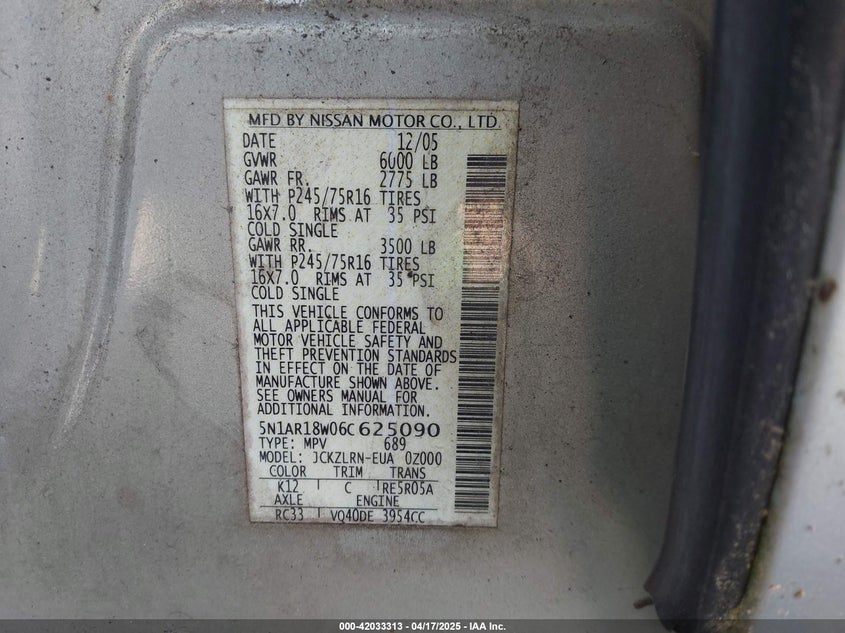 MFD BY NISSAN MOTOR CO., LTD.
DATE 12/05
GVWR 6000 LB
GAWR FR. 2775 LB
WITH P245/75R16 TIRES
16X7.0 RIMS AT 35 PSI
COLD SINGLE
GAWR RR. 3500 LB
WITH P245/75R16 TIRES
16X7.0 RIMS AT 35 PSI
COLD SINGLE
THIS VEHICLE CONFORMS TO
ALL APPLICABLE FEDERAL
MOTOR VEHICLE SAFETY AND
THEFT PREVENTION STANDARDS
IN EFFECT ON THE DATE OF
MANUFACTURE SHOWN ABOVE.
SEE OWNERS MANUAL FOR
ADDITIONAL INFORMATION.
5N1AR18W06C625090
TYPE: MPV 689
MODEL: JCKZLRN-EUA 0Z000
COLOR TRIM TRANS
K12 C RE5R05A
AXLE ENGINE
RC33 VQ40DE 3954CC
000-42033313 - 04/17/2025 - IAA Inc.